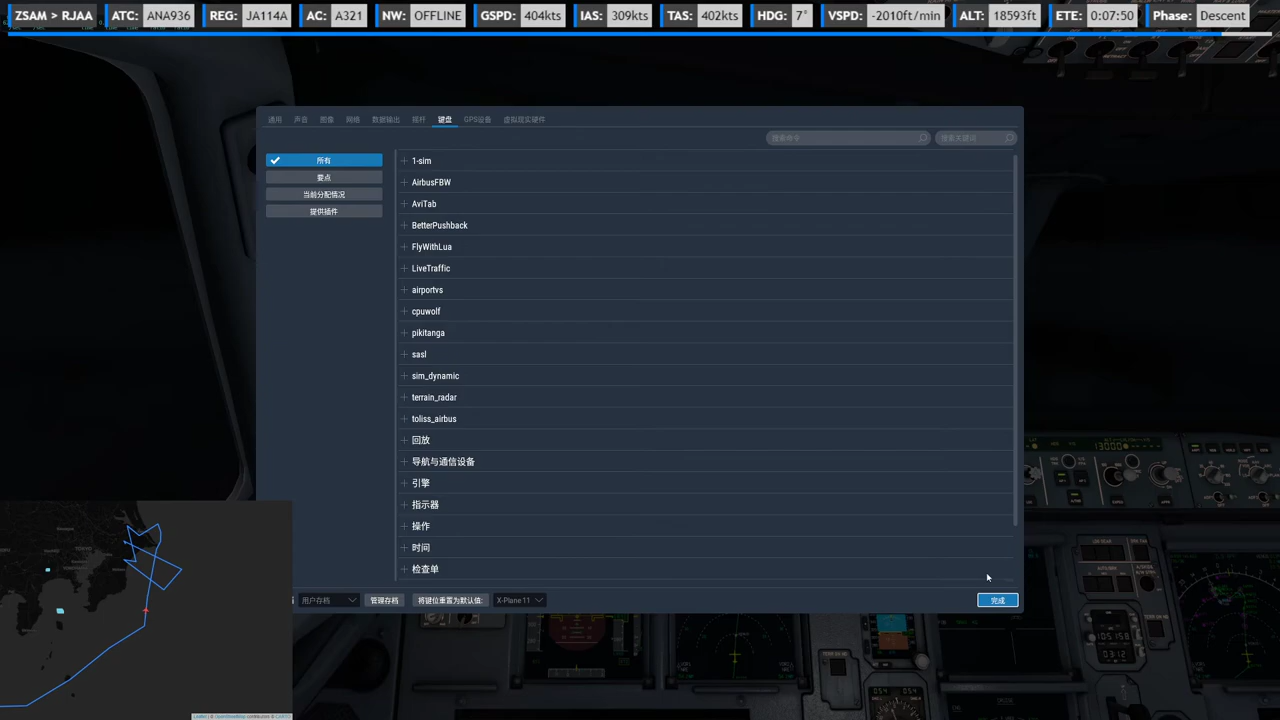 ZSAM > RJAA ATC: ANA936 REG: JA114A AC: A321 NW: OFFLINE GSPD: 404kts IAS: 309kts TAS: 402kts HDG: 7° VSPD: -2010ft/min ALT: 18593ft ETE: 0:07:50 Phase: Descent
通用 声音 图像 网络 数据输出 摇杆 键盘 GPS设备 虚拟现实硬件
搜索命令 搜索关键词
所有
要点
当前分配情况
提供插件
1-sim
AirbusFBW
AviTab
BetterPushback
FlyWithLua
LiveTraffic
airportvs
cpuwolf
pikitanga
sasl
sim_dynamic
terrain_radar
toliss_airbus
回放
导航与通信设备
引擎
指示器
操作
时间
检查单
用户存档 管理存档 将键位重置为默认值: X-Plane 11 完成
13000